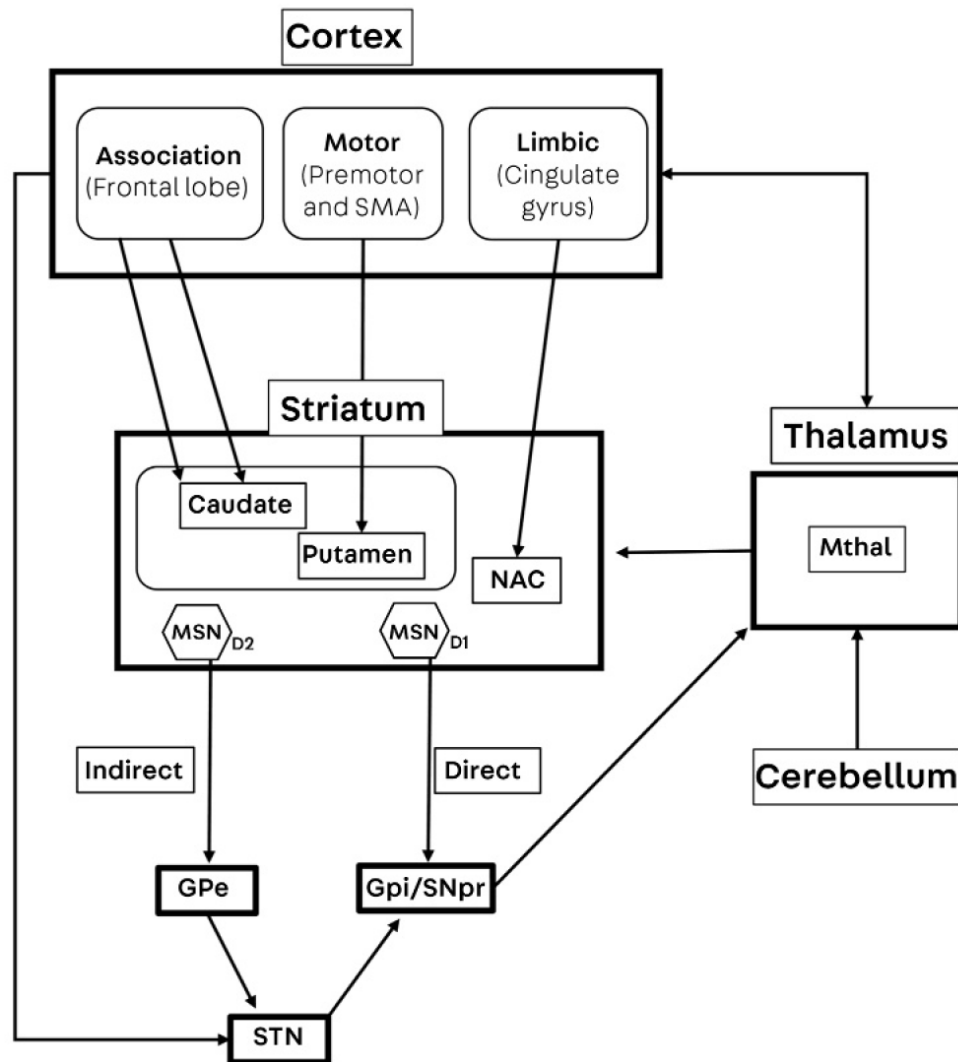 Cortex
Association
(Frontal lobe)
Motor
(Premotor
and SMA)
Limbic
(Cingulate
gyrus)
Striatum
Thalamus
Caudate
Putamen
NAC
Mthal
MSN D2
MSN D1
Indirect
Direct
Cerebellum
GPe
Gpi/SNpr
STN